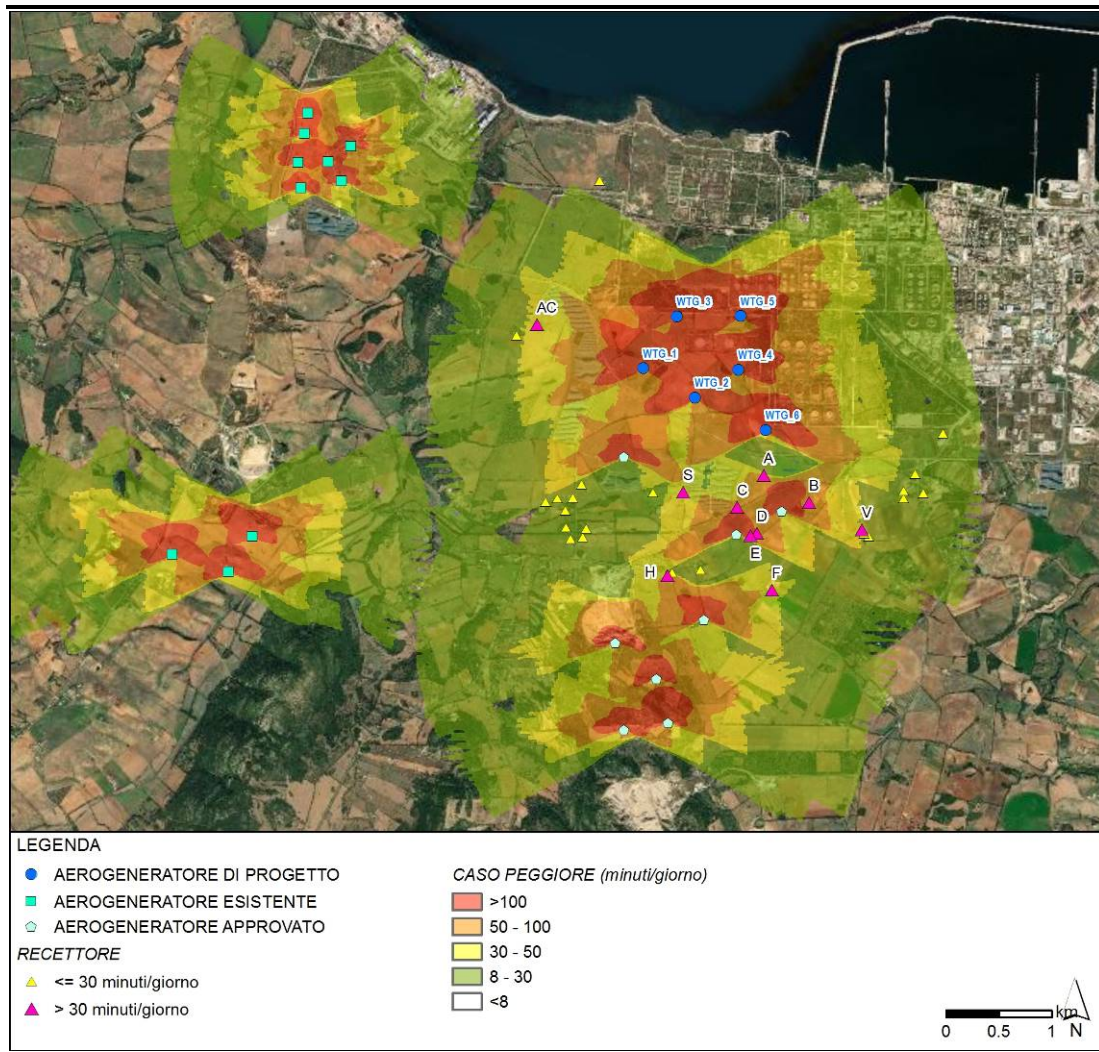 WTG_3
WTG_5
AC
WTG_1
WTG_4
WTG_2
WTG_6
A
S
B
C
V
D
E
H
F
LEGENDA
AEROGENERATORE DI PROGETTO
AEROGENERATORE ESISTENTE
AEROGENERATORE APPROVATO
RECETTORE
<= 30 minuti/giorno
> 30 minuti/giorno
CASO PEGGIORE (minuti/giorno)
>100
50 - 100
30 - 50
8 - 30
<8
km
0 0.5 1 N